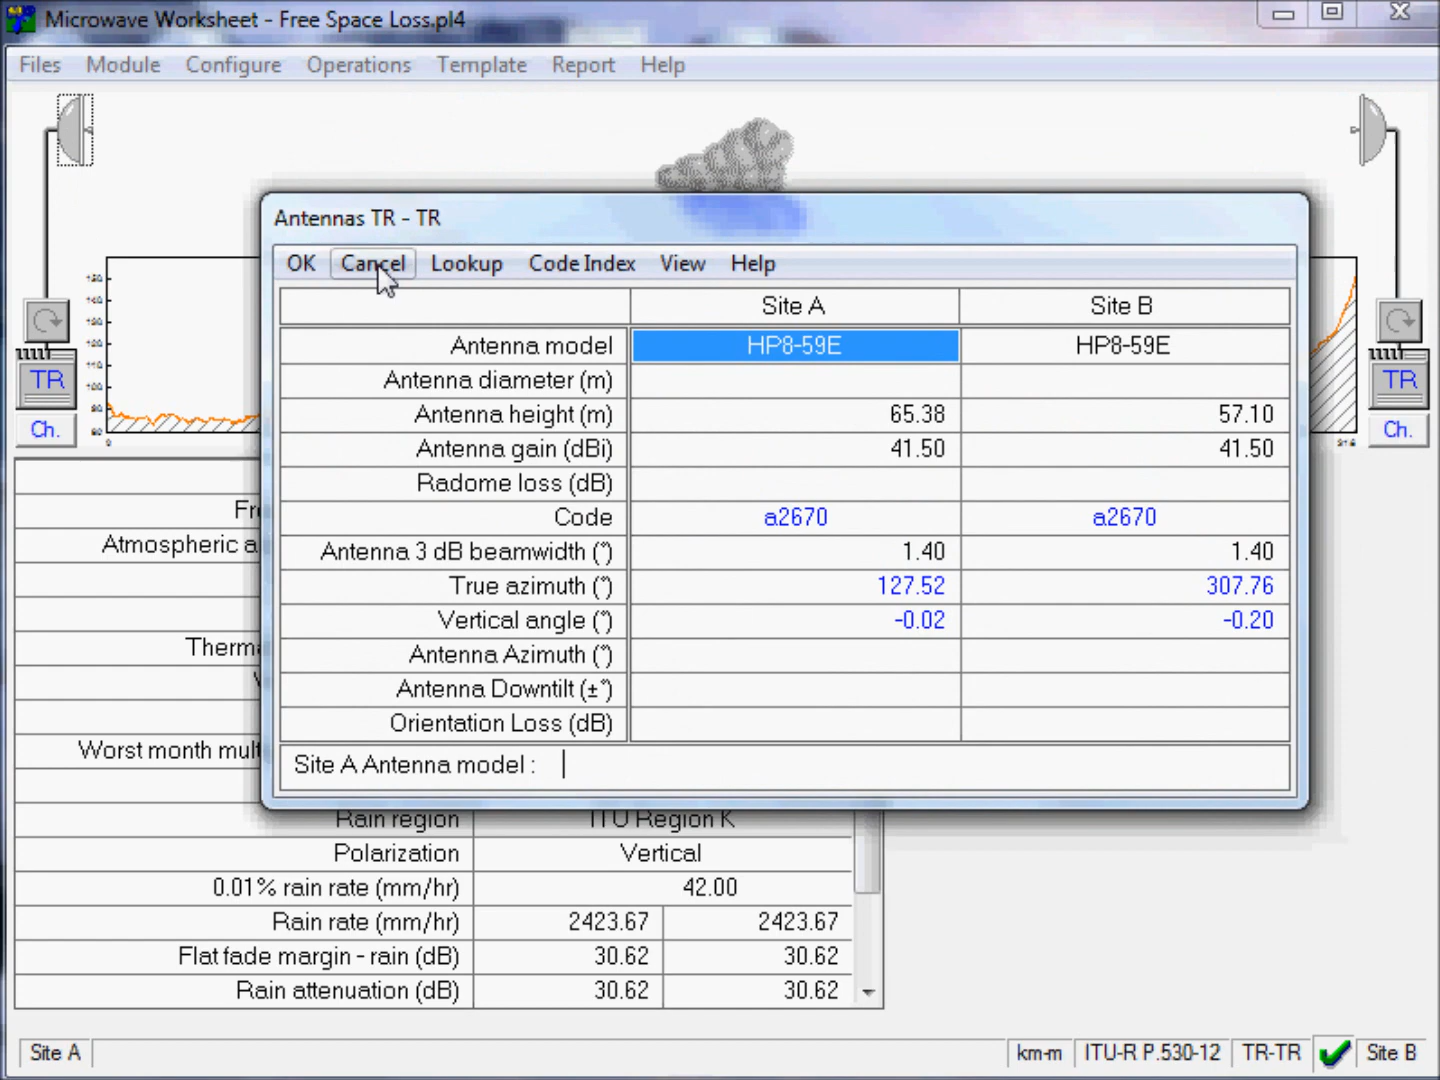 Microwave Worksheet - Free Space Loss.pl4
Files Module Configure Operations Template Report Help
Antennas TR - TR
OK Cancel Lookup Code Index View Help
Site A Site B
Antenna model HP8-59E HP8-59E
Antenna diameter (m)
Antenna height (m) 65.38 57.10
Antenna gain (dBi) 41.50 41.50
Radome loss (dB)
Code a2670 a2670
Antenna 3 dB beamwidth (°) 1.40 1.40
True azimuth (°) 127.52 307.76
Vertical angle (°) -0.02 -0.20
Antenna Azimuth (°)
Antenna Downtilt (±°)
Orientation Loss (dB)
Site A Antenna model :
TR
Ch.
TR
Ch.
Fre
Atmospheric a
Therma
Worst month mult
Rain region ITU Region K
Polarization Vertical
0.01% rain rate (mm/hr) 42.00
Rain rate (mm/hr) 2423.67 2423.67
Flat fade margin - rain (dB) 30.62 30.62
Rain attenuation (dB) 30.62 30.62
Site A km-m ITU-R P.530-12 TR-TR Site B